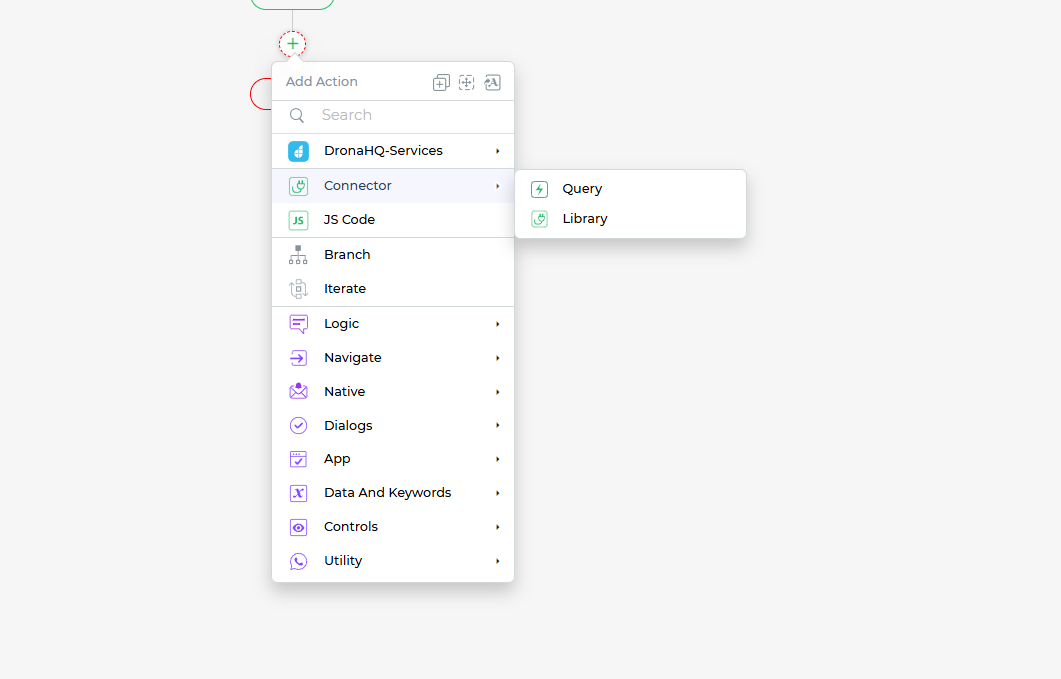 Add Action
Search
DronaHQ-Services
Connector
Query
Library
JS Code
JS
Branch
Iterate
Logic
Navigate
Native
Dialogs
App
Data And Keywords
Controls
Utility